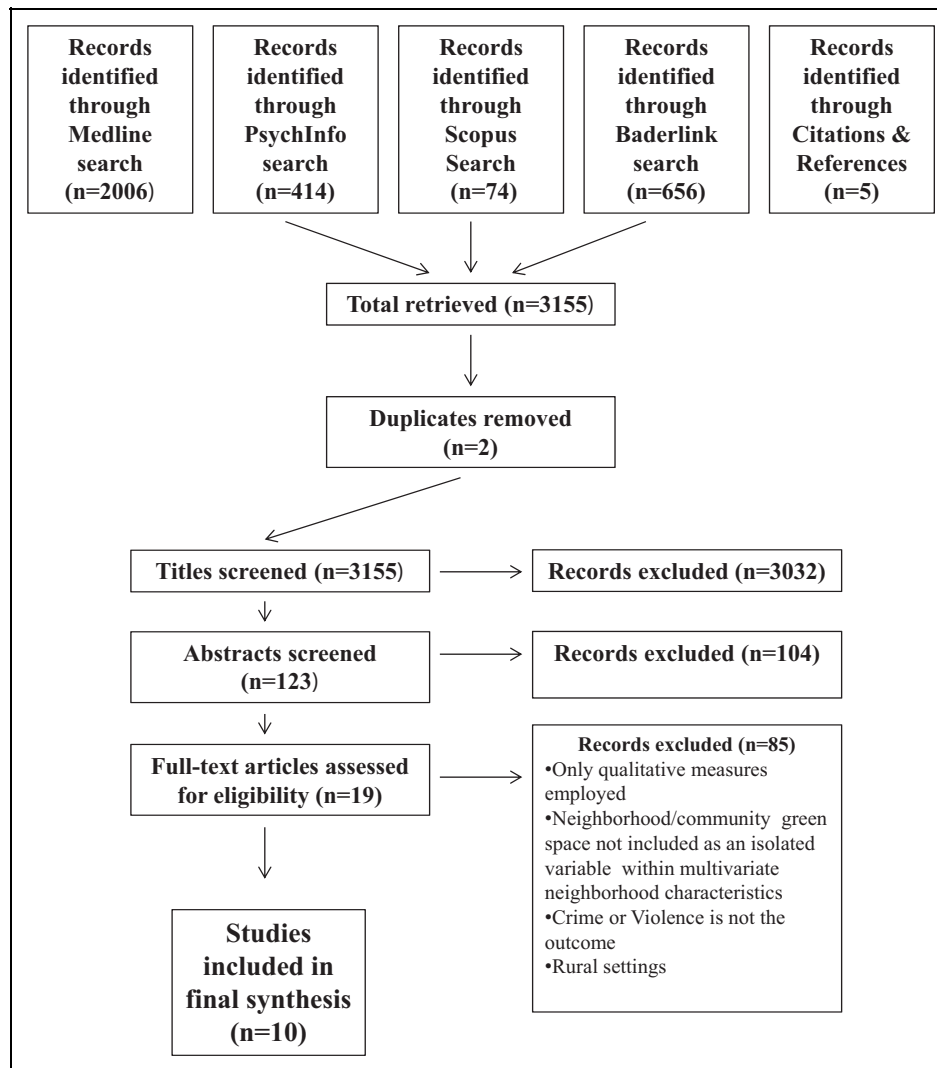 Records
identified
through
Medline
search
(n=2006)
Records
identified
through
PsychInfo
search
(n=414)
Records
identified
through
Scopus
Search
(n=74)
Records
identified
through
Baderlink
search
(n=656)
Records
identified
through
Citations &
References
(n=5)
Total retrieved (n=3155)
Duplicates removed
(n=2)
Titles screened (n=3155)
Records excluded (n=3032)
Abstracts screened
(n=123)
Records excluded (n=104)
Full-text articles assessed
for eligibility (n=19)
Records excluded (n=85)
•Only qualitative measures
employed
•Neighborhood/community green
space not included as an isolated
variable within multivariate
neighborhood characteristics
•Crime or Violence is not the
outcome
•Rural settings
Studies
included in
final synthesis
(n=10)